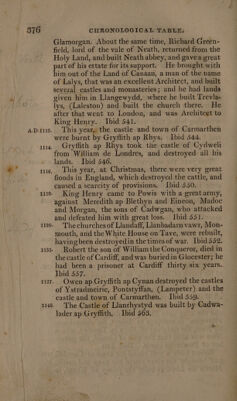 376 CHRONOLOGICAL TABLE.
Glamorgan. About the same time, Richard Green-
field, lord of the vale of Neath, returned from the
Holy Land, and built Neath abbey, and gave a great
part of his estate for its support. He brought with
him out of the Land of Canaan, a man of the name
of Lalys, that was an excellent Architect, and built
several castles and monasteries; and he had lands
given him in Llangewydd, where he built Trevla-
lys, (Laleston) and built the church there. He
after that went to London, and was Architect to
King Henry. Ibid 541.
A.D 1113. This year, the castle and town of Carmarthen
were burnt by Gryffith ap Rhys. Ibid 544.
1114. Gryffith ap Rhys took the castle of Cydweli
from William de Londres, and destroyed all his
lands. Ibid 546.
1116. This year, at Christmas, there were very great
floods in England, which destroyed the cattle, and
caused a scarcity of provisions. Ibid 550.
1118. King Henry came to Powis with a great army,
against Meredith ap Blethyn and Eineon, Madoc
and Morgan, the sons of Cadwgan, who attacked
and defeated him with great loss. Ibid 551.
1120. The churches of Llandaff, Llanbadarn vawr, Mon-
mouth, and the White House on Tave, were rebuilt,
having been destroyed in the times of war. Ibid 552.
1133. Robert the son of William the Conqueror, died in
the castle of Cardiff, and was buried in Glocester; he
had been a prisoner at Cardiff thirty six years.
Ibid 557.
1137. Owen ap Gryffith ap Cynan destroyed the castles
of Ystradmeiric, Pontstyffan, (Lampeter) and the
castle and town of Carmarthen. Ibid 559.
1148. The Castle of Llanrhystyd was built by Cadwa-
lader ap Gryffith. Ibid 565.